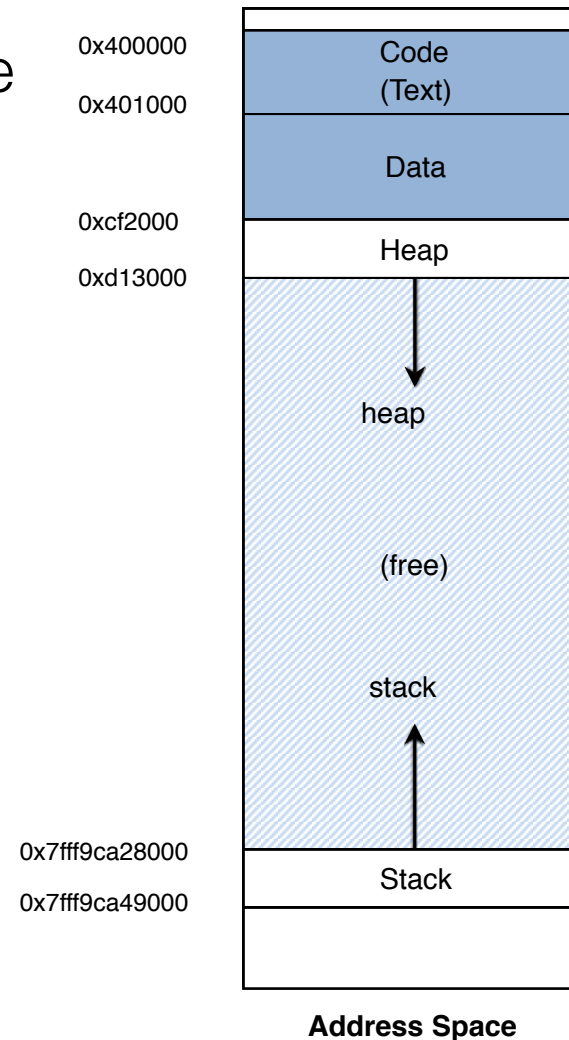 e
0x400000
Code
(Text)
0x401000
Data
0xcf2000
Heap
0xd13000
heap
(free)
stack
0x7fff9ca28000
Stack
0x7fff9ca49000
Address Space